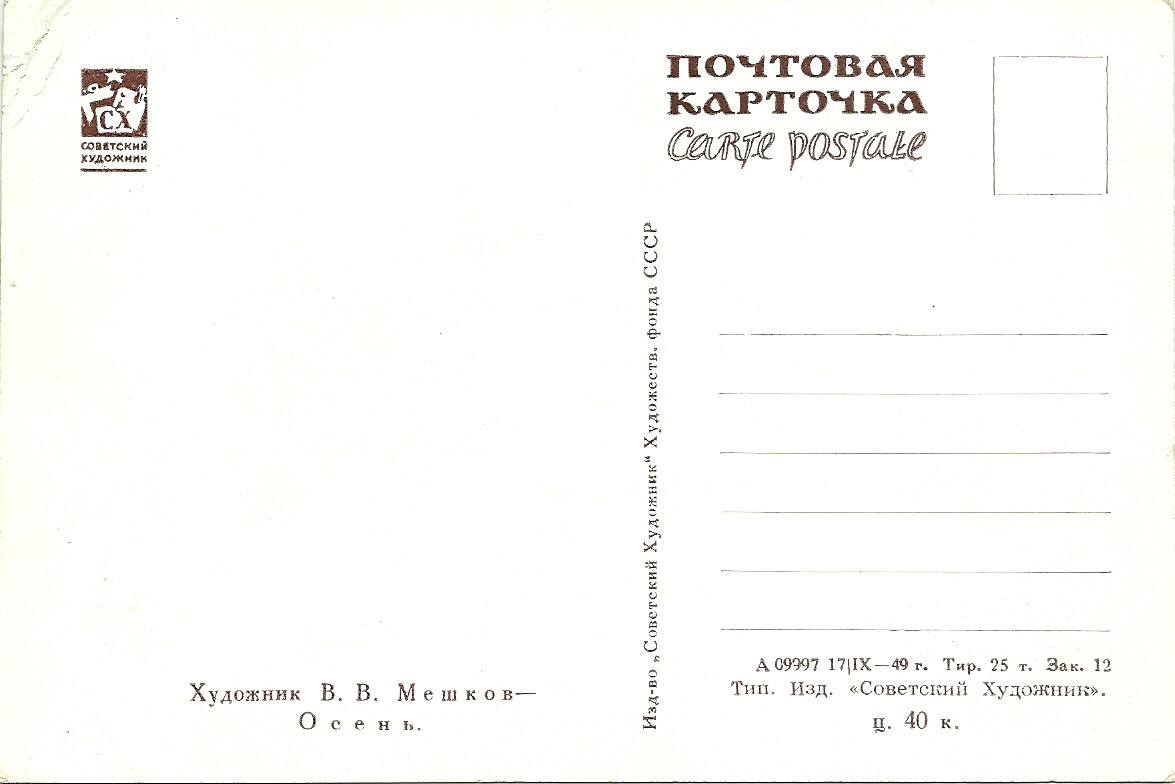 СХ
СОВЕТСКИЙ
ХУДОЖНИК
ПОЧТОВАЯ
КАРТОЧКА
CARTE POSTALE
Изд-во „Советский Художник“ Художеств. фонда СССР
Художник В. В. Мешков—
Осень.
А 09997 17|IX—49 г. Тир. 25 т. Зак. 12
Тип. Изд. «Советский Художник».
ц. 40 к.